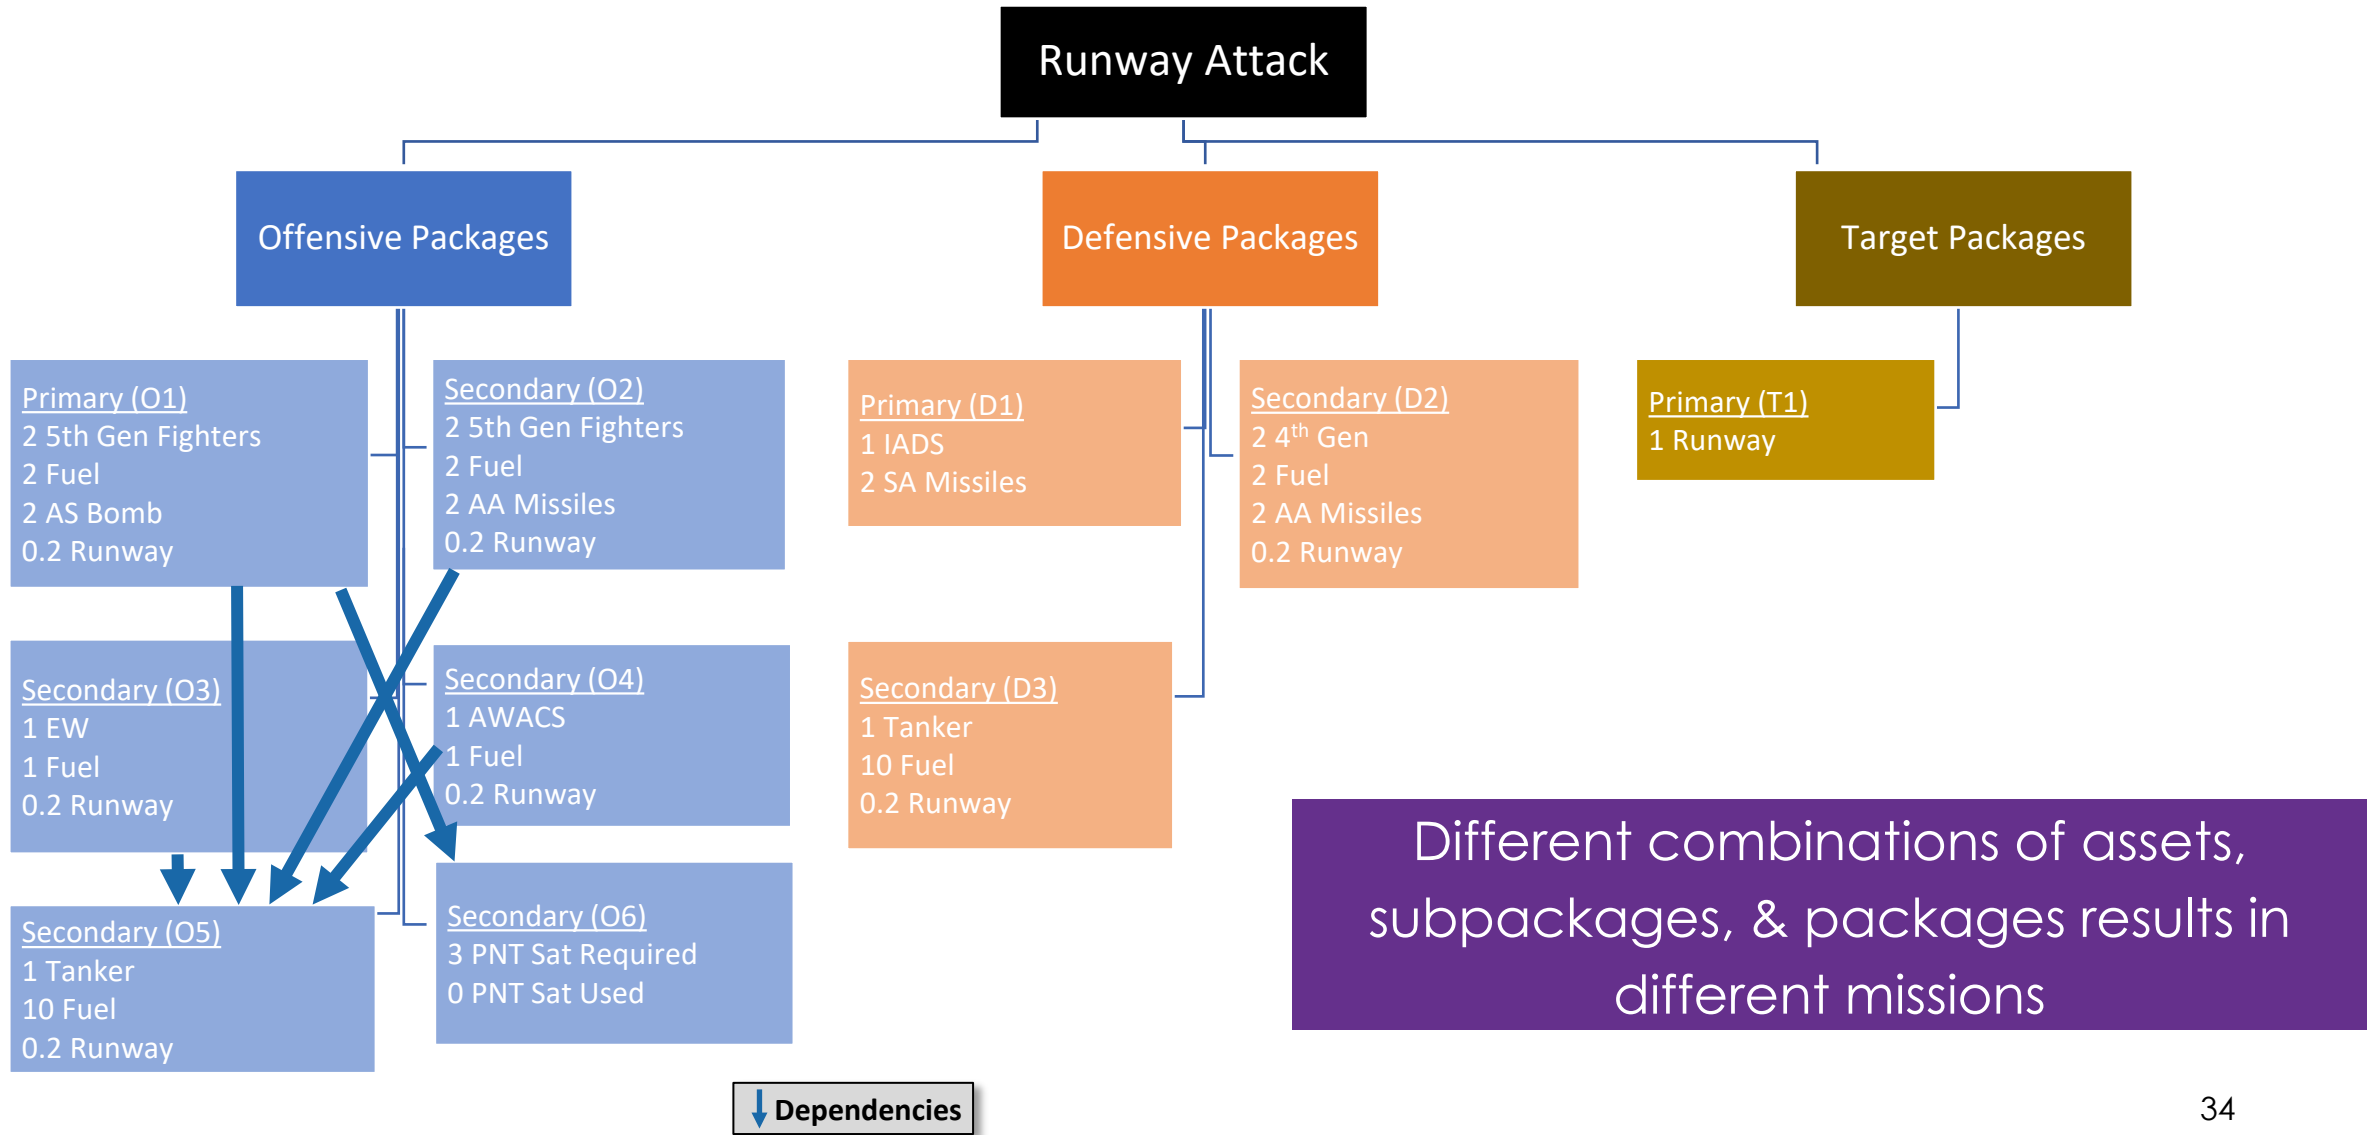 Runway Attack
Offensive Packages
Defensive Packages
Target Packages
Primary (O1)
2 5th Gen Fighters
2 Fuel
2 AS Bomb
0.2 Runway
Secondary (O2)
2 5th Gen Fighters
2 Fuel
2 AA Missiles
0.2 Runway
Primary (D1)
1 IADS
2 SA Missiles
Secondary (D2)
2 4th Gen
2 Fuel
2 AA Missiles
0.2 Runway
Primary (T1)
1 Runway
Secondary (O3)
1 EW
1 Fuel
0.2 Runway
Secondary (O4)
1 AWACS
1 Fuel
0.2 Runway
Secondary (D3)
1 Tanker
10 Fuel
0.2 Runway
Secondary (O5)
1 Tanker
10 Fuel
0.2 Runway
Secondary (O6)
3 PNT Sat Required
0 PNT Sat Used
Different combinations of assets,
subpackages, & packages results in
different missions
Dependencies
34